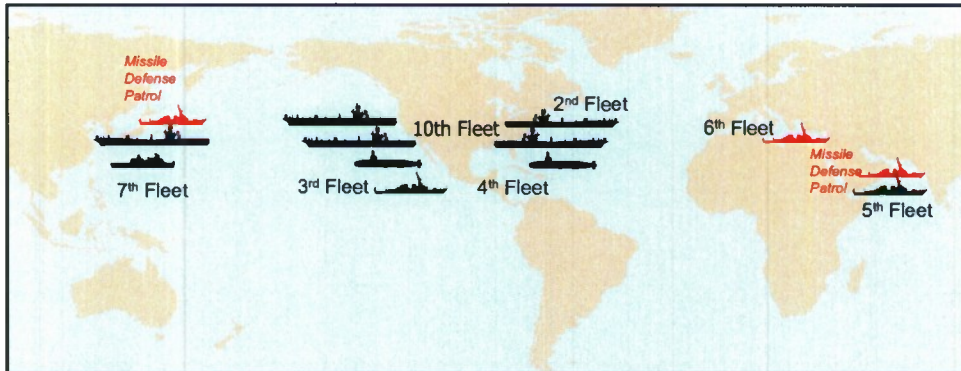 Missile
Defense
Patrol
7th Fleet
3rd Fleet
10th Fleet
2nd Fleet
4th Fleet
6th Fleet
Missile
Defense
Patrol
5th Fleet